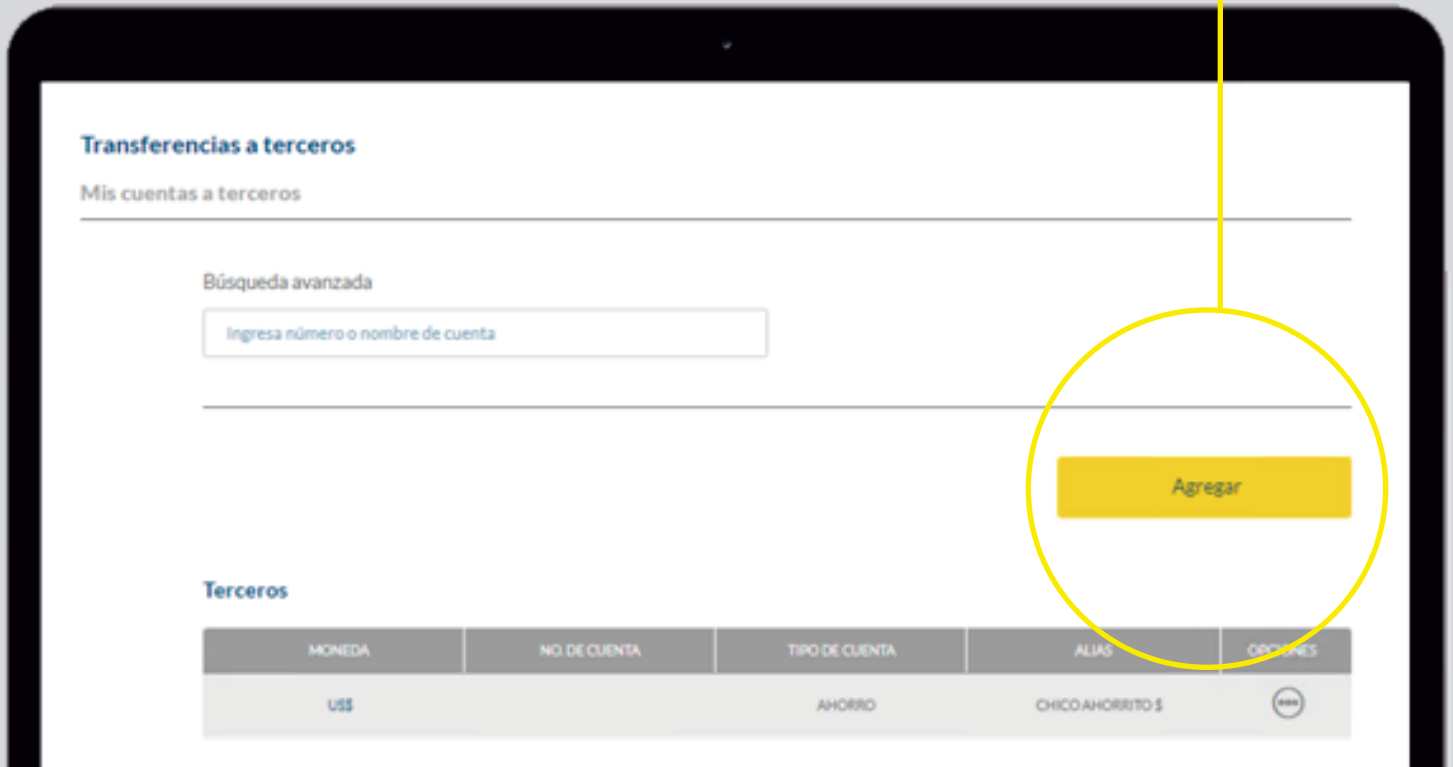 Transferencias a terceros
Mis cuentas a terceros
Búsqueda avanzada
Ingresa número o nombre de cuenta
Agregar
Terceros
MONEDA NO. DE CUENTA TIPO DE CUENTA ALIAS OPCIONES
US$ AHORRO CHICO AHORRITO $